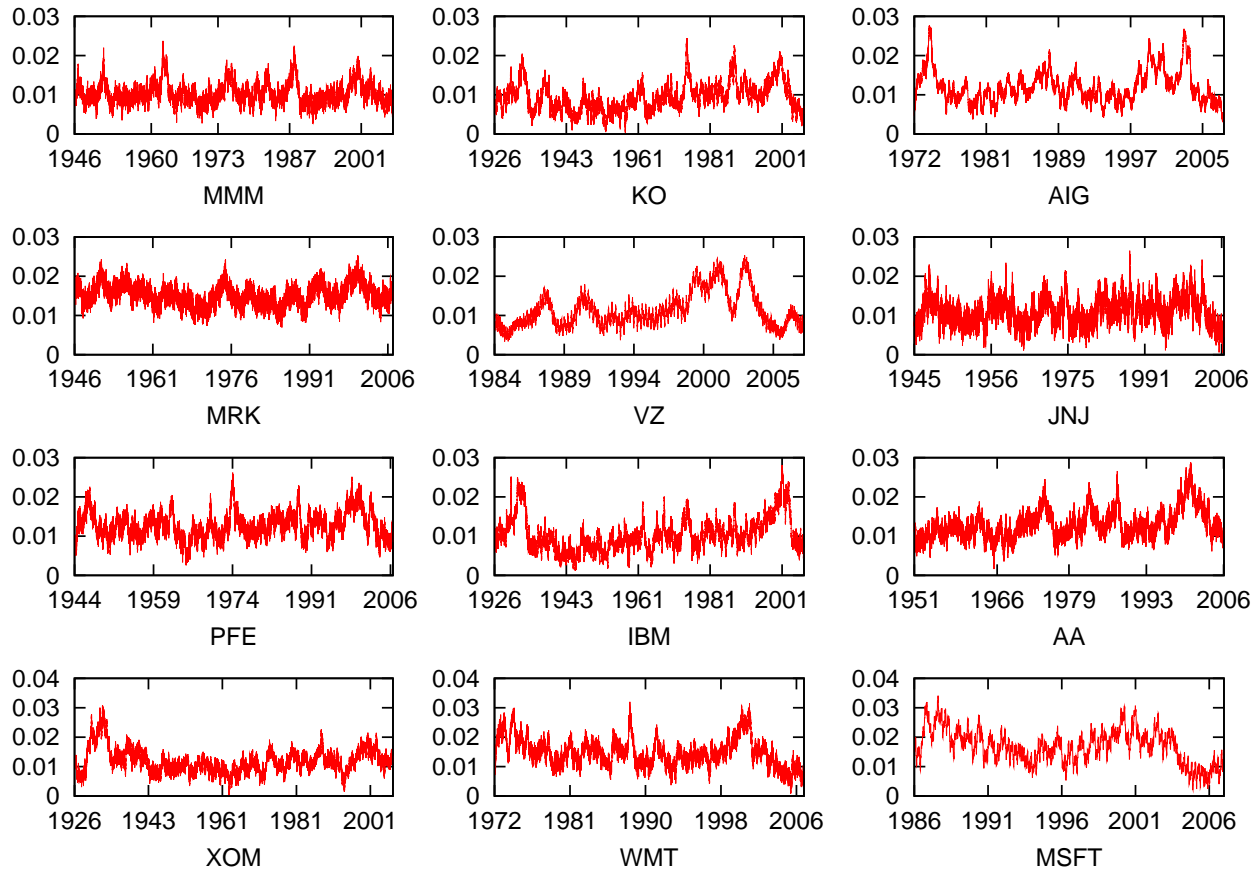 0.03 0.03 0.03
0.02 0.02 0.02
0.01 0.01 0.01
0 0 0
1946 1960 1973 1987 2001 1926 1943 1961 1981 2001 1972 1981 1989 1997 2005
MMM KO AIG
0.03 0.03 0.03
0.02 0.02 0.02
0.01 0.01 0.01
0 0 0
1946 1961 1976 1991 2006 1984 1989 1994 2000 2005 1945 1956 1975 1991 2006
MRK VZ JNJ
0.03 0.03 0.03
0.02 0.02 0.02
0.01 0.01 0.01
0 0 0
1944 1959 1974 1991 2006 1926 1943 1961 1981 2001 1951 1966 1979 1993 2006
PFE IBM AA
0.04 0.04 0.04
0.03 0.03 0.03
0.02 0.02 0.02
0.01 0.01 0.01
0 0 0
1926 1943 1961 1981 2001 1972 1981 1990 1998 2006 1986 1991 1996 2001 2006
XOM WMT MSFT